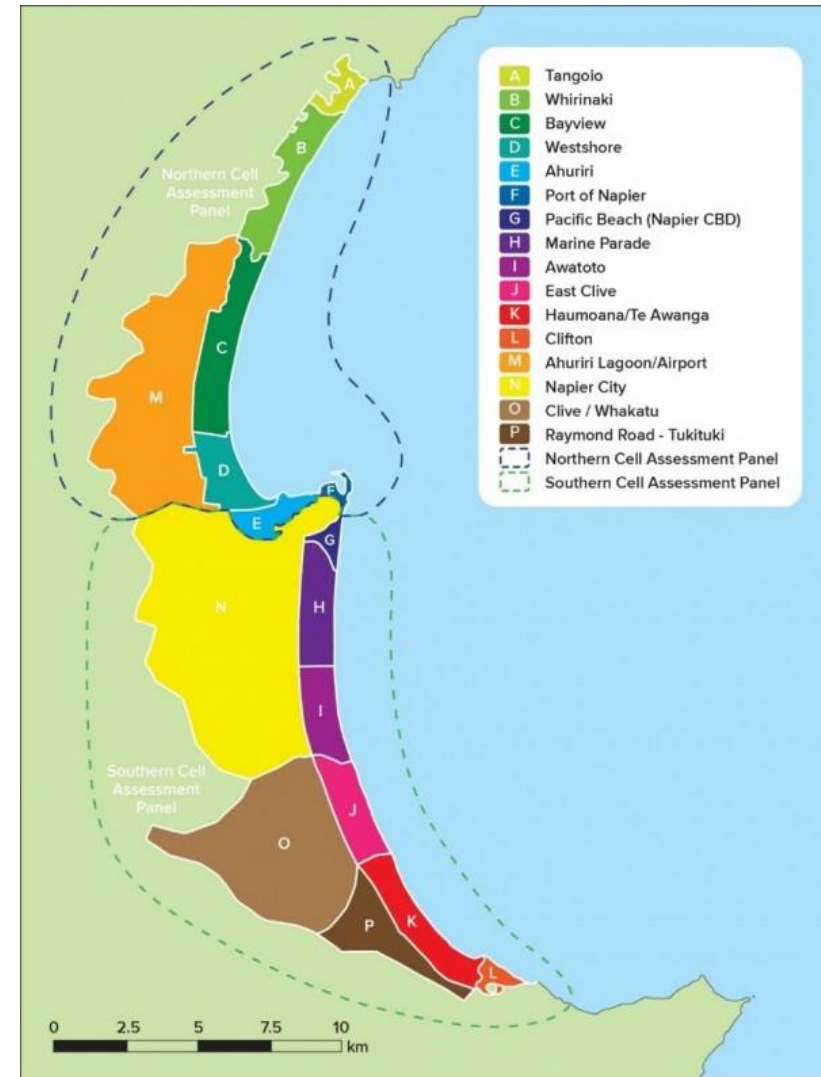 A Tangoio
B Whirinaki
C Bayview
D Westshore
E Ahuriri
F Port of Napier
G Pacific Beach (Napier CBD)
H Marine Parade
I Awatoto
J East Clive
K Haumoana/Te Awanga
L Clifton
M Ahuriri Lagoon/Airport
N Napier City
O Clive / Whakatu
P Raymond Road - Tukituki
Northern Cell Assessment Panel
Southern Cell Assessment Panel
A
B
Northern Cell
Assessment
Panel
C
M
D
F
E
G
N
H
I
Southern Cell
Assessment
Panel
J
O
K
P
L
0 2.5 5 7.5 10
km